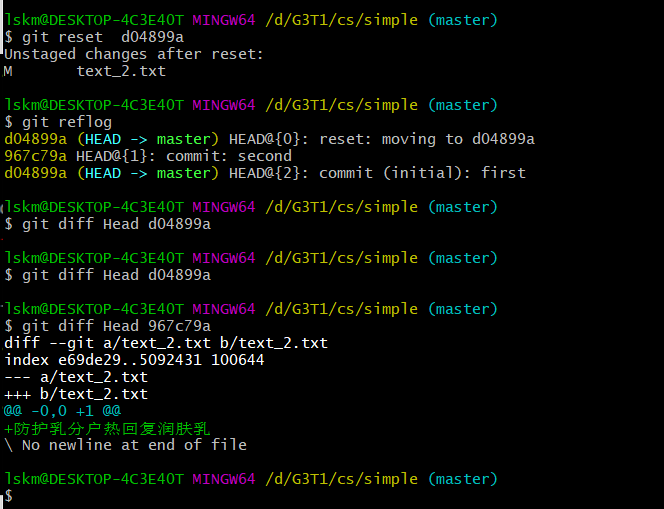 lskm@DESKTOP-4C3E40T MINGW64 /d/G3T1/cs/simple (master)
$ git reset  d04899a
Unstaged changes after reset:
M       text_2.txt
lskm@DESKTOP-4C3E40T MINGW64 /d/G3T1/cs/simple (master)
$ git reflog
d04899a (HEAD -> master) HEAD@{0}: reset: moving to d04899a
967c79a HEAD@{1}: commit: second
d04899a (HEAD -> master) HEAD@{2}: commit (initial): first
lskm@DESKTOP-4C3E40T MINGW64 /d/G3T1/cs/simple (master)
$ git diff Head d04899a
lskm@DESKTOP-4C3E40T MINGW64 /d/G3T1/cs/simple (master)
$ git diff Head d04899a
lskm@DESKTOP-4C3E40T MINGW64 /d/G3T1/cs/simple (master)
$ git diff Head 967c79a
diff --git a/text_2.txt b/text_2.txt
index e69de29..5092431 100644
--- a/text_2.txt
+++ b/text_2.txt
@@ -0,0 +1 @@
+防护乳分户热回复润肤乳
\ No newline at end of file
lskm@DESKTOP-4C3E40T MINGW64 /d/G3T1/cs/simple (master)
$